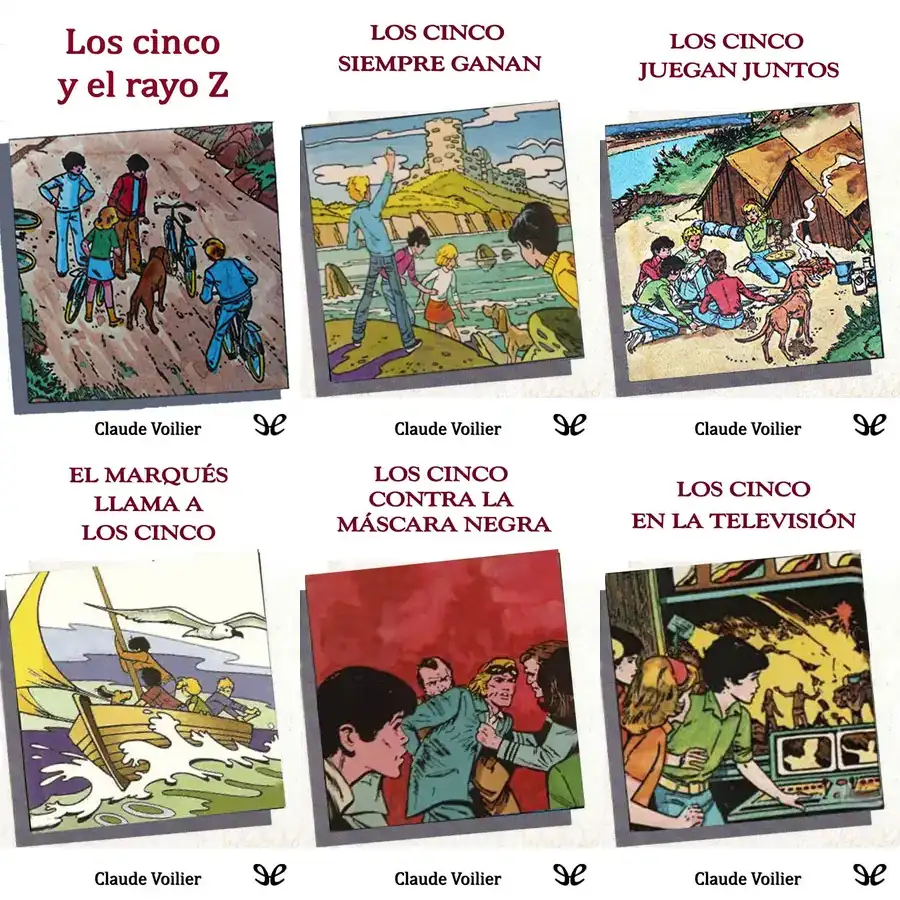 Los cinco
y el rayo Z
Claude Voilier
LOS CINCO
SIEMPRE GANAN
Claude Voilier
LOS CINCO
JUEGAN JUNTOS
Claude Voilier
EL MARQUÉS
LLAMA A
LOS CINCO
Claude Voilier
LOS CINCO
CONTRA LA
MÁSCARA NEGRA
Claude Voilier
LOS CINCO
EN LA TELEVISIÓN
Claude Voilier